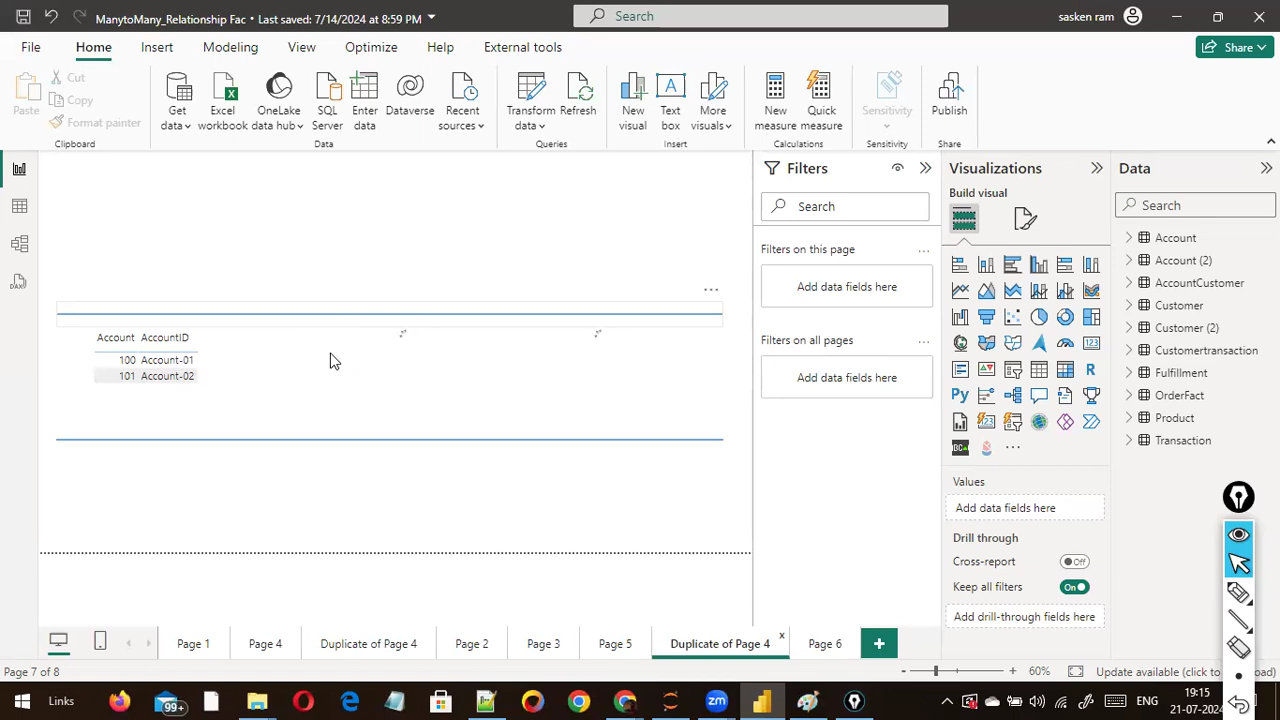 ManytoMany_Relationship Fac • Last saved: 7/14/2024 at 8:59 PM
Search
sasken ram
File
Home
Insert
Modeling
View
Optimize
Help
External tools
Share
Paste
Cut
Copy
Format painter
Get data
Excel workbook
OneLake data hub
SQL Server
Enter data
Dataverse
Recent sources
Transform data
Refresh
New visual
Text box
More visuals
New measure
Quick measure
Sensitivity
Publish
Clipboard
Data
Queries
Insert
Calculations
Sensitivity
Share
Account AccountID
100 Account-01
101 Account-02
Filters
Search
Filters on this page
Add data fields here
Filters on all pages
Add data fields here
Visualizations
Build visual
123
R
Py
Values
Add data fields here
Drill through
Cross-report
Off
Keep all filters
On
Add drill-through fields here
Data
Search
Account
Account (2)
AccountCustomer
Customer
Customer (2)
Customertransaction
Fulfillment
OrderFact
Product
Transaction
Page 1
Page 4
Duplicate of Page 4
Page 2
Page 3
Page 5
Duplicate of Page 4
Page 6
Page 7 of 8
60%
Update available (click to
Links
99+
zm
ENG
19:15
21-07-2024